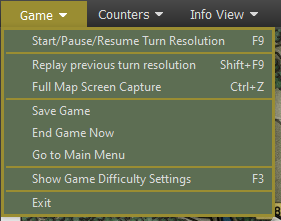 Game Counters Info View
Start/Pause/Resume Turn Resolution F9
Replay previous turn resolution Shift+F9
Full Map Screen Capture Ctrl+Z
Save Game
End Game Now
Go to Main Menu
Show Game Difficulty Settings F3
Exit